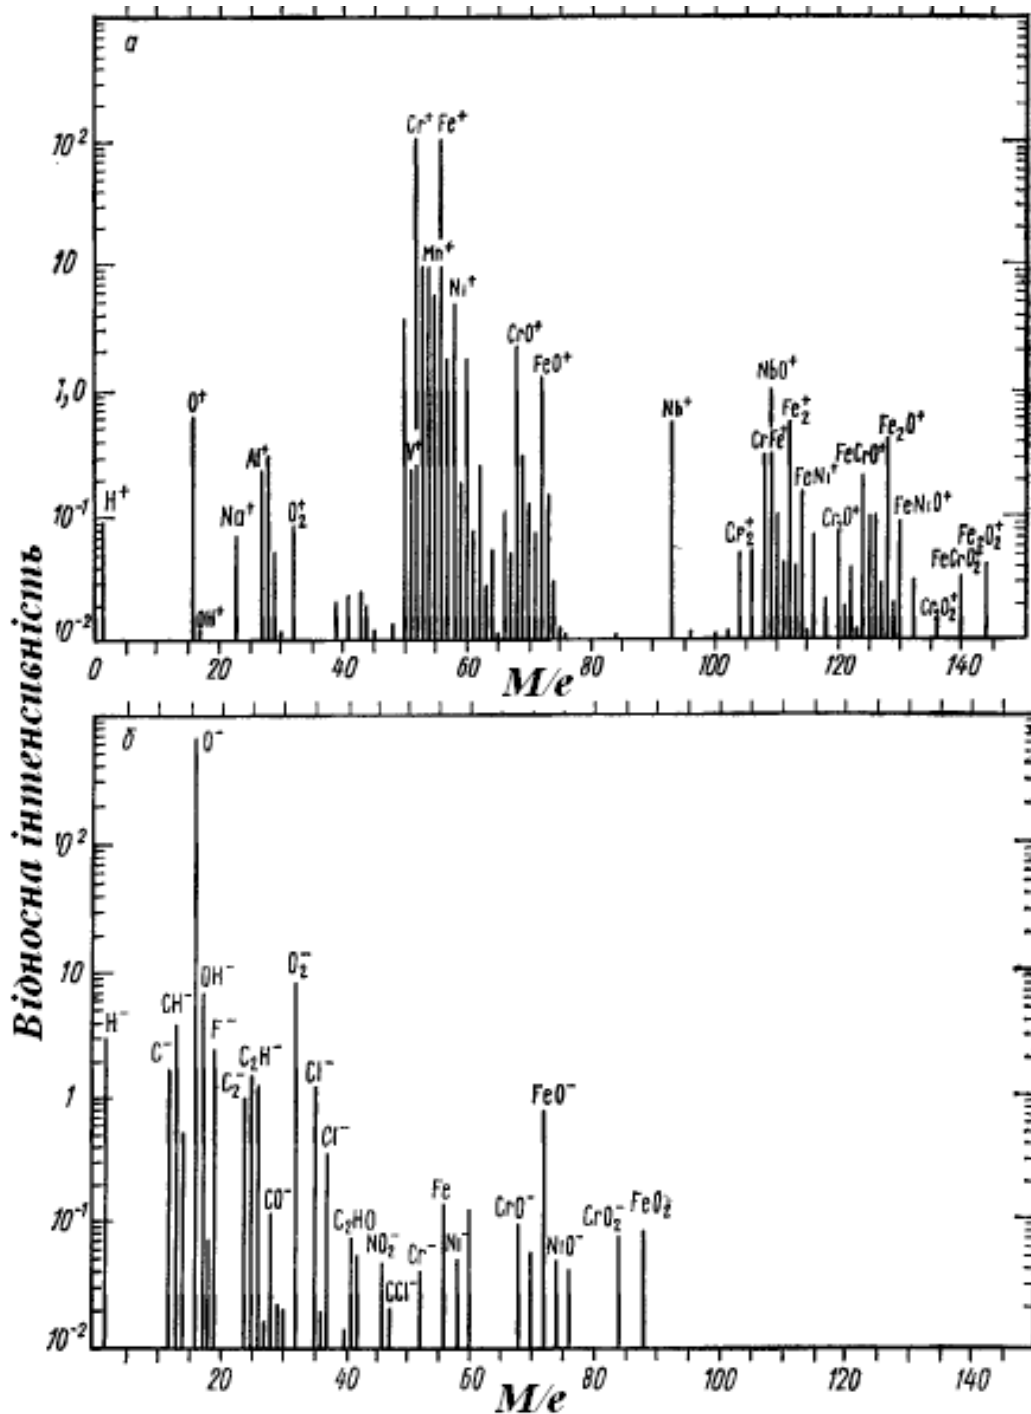 а
Cr⁺ Fe⁺
10²
10
Mn⁺
Ni⁺
CrO⁺
FeO⁺
1,0
O⁺
Nb⁺
NbO⁺
V⁺
Al⁺
CrFe⁺
Fe₂⁺
Fe₂O⁺
FeCrO⁺
FeNi⁺
H⁺
10⁻¹
Na⁺
O₂⁺
Cr₂⁺
Cr₂O⁺
FeNiO⁺
Fe₂O₂⁺
FeCrO₂⁺
OH⁺
Cr₂O₂⁺
10⁻²
0 20 40 60 80 100 120 140
M/e
Відносна інтенсивність
б
O⁻
10²
10
O₂⁻
OH⁻
CH⁻
H⁻
F⁻
C⁻
C₂H⁻
C₂⁻
Cl⁻
1
FeO⁻
Cl⁻
CO⁻
Fe
10⁻¹
C₂HO
CrO⁻
CrO₂⁻
FeO₂⁻
NO₂⁻
Cr⁻
Ni⁻
NiO⁻
CCl⁻
10⁻²
20 40 60 80 100 120 140
M/e